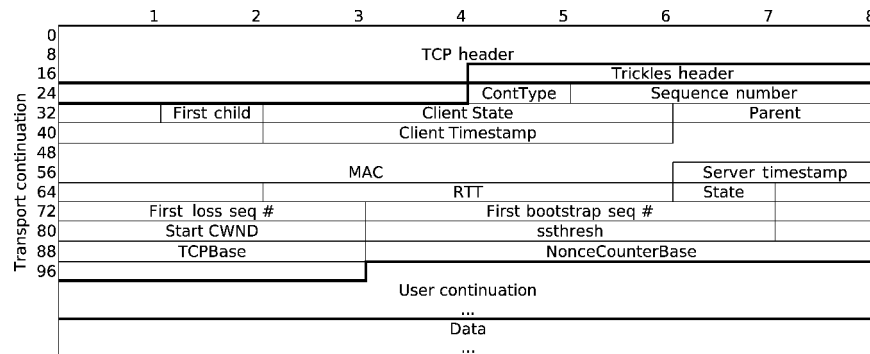 1 2 3 4 5 6 7 8
0
8 TCP header
16 Trickles header
24 ContType Sequence number
32 First child Client State Parent
40 Client Timestamp
48
56 MAC Server timestamp
64 RTT State
72 First loss seq # First bootstrap seq #
80 Start CWND ssthresh
88 TCPBase NonceCounterBase
96
User continuation
...
Data
...
Transport continuation